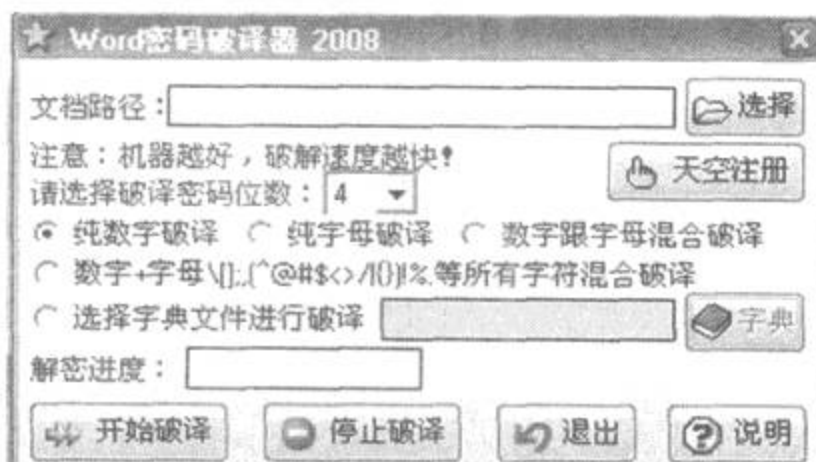 Word密码破译器 2008
文档路径： 选择
注意：机器越好，破解速度越快！
天空注册
请选择破译密码位数： 4
纯数字破译 纯字母破译 数字跟字母混合破译
数字+字母\[];,{^@#$<>/|{)}!%.等所有字符混合破译
选择字典文件进行破译 字典
解密进度：
开始破译 停止破译 退出 说明